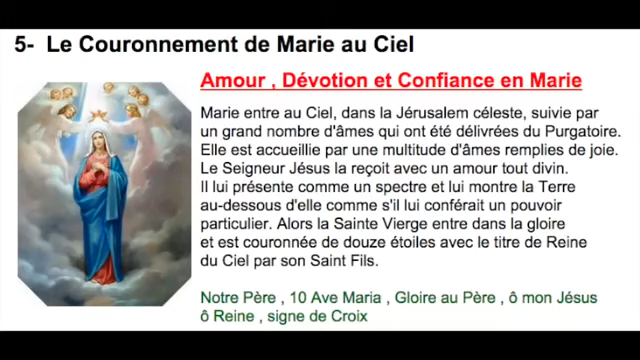 5- Le Couronnement de Marie au Ciel
Amour , Dévotion et Confiance en Marie
Marie entre au Ciel, dans la Jérusalem céleste, suivie par
un grand nombre d'âmes qui ont été délivrées du Purgatoire.
Elle est accueillie par une multitude d'âmes remplies de joie.
Le Seigneur Jésus la reçoit avec un amour tout divin.
Il lui présente comme un spectre et lui montre la Terre
au-dessous d'elle comme s'il lui conférait un pouvoir
particulier. Alors la Sainte Vierge entre dans la gloire
et est couronnée de douze étoiles avec le titre de Reine
du Ciel par son Saint Fils.
Notre Père , 10 Ave Maria , Gloire au Père , ô mon Jésus
ô Reine , signe de Croix